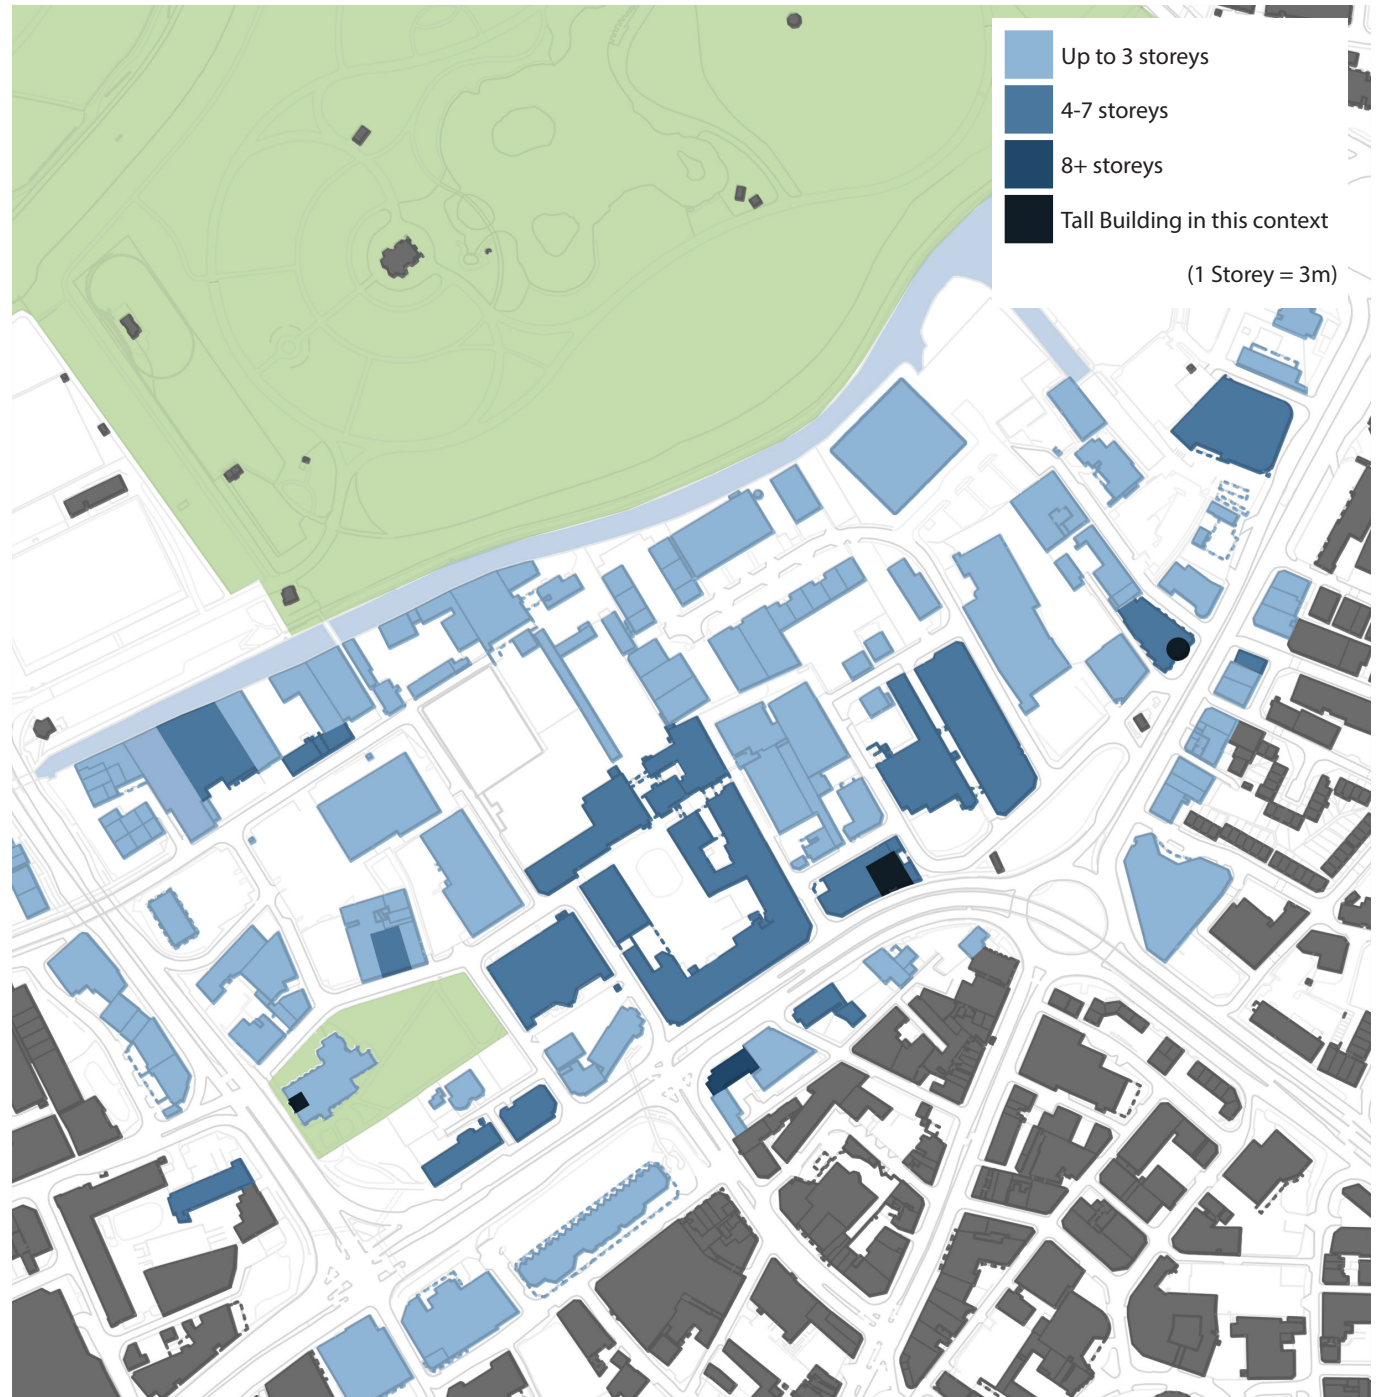 Up to 3 storeys
4-7 storeys
8+ storeys
Tall Building in this context
(1 Storey = 3m)